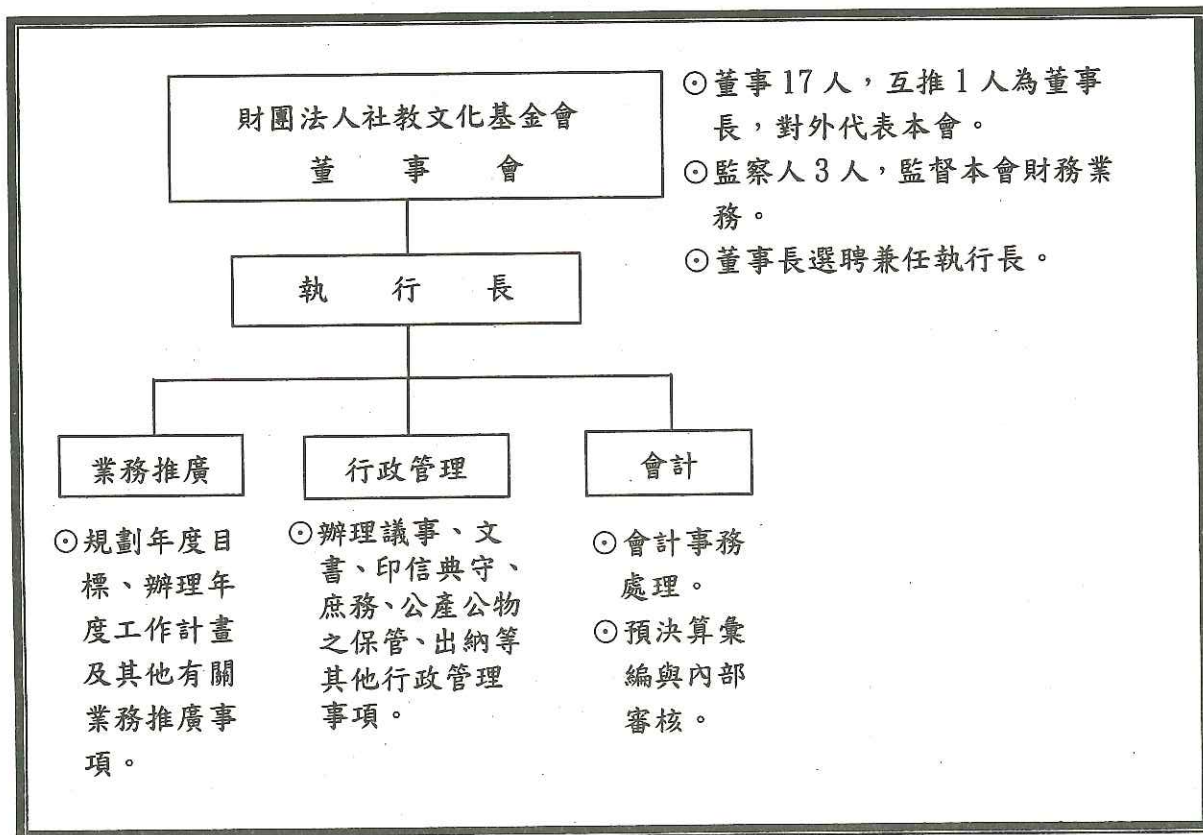 財團法人社教文化基金會
董事會
⊙董事17人，互推1人為董事
長，對外代表本會。
⊙監察人3人，監督本會財務業
務。
⊙董事長選聘兼任執行長。
執行長
業務推廣
⊙規劃年度目
標、辦理年
度工作計畫
及其他有關
業務推廣事
項。
行政管理
⊙辦理議事、文
書、印信典守、
庶務、公產公物
之保管、出納等
其他行政管理
事項。
會計
⊙會計事務
處理。
⊙預決算彙
編與內部
審核。